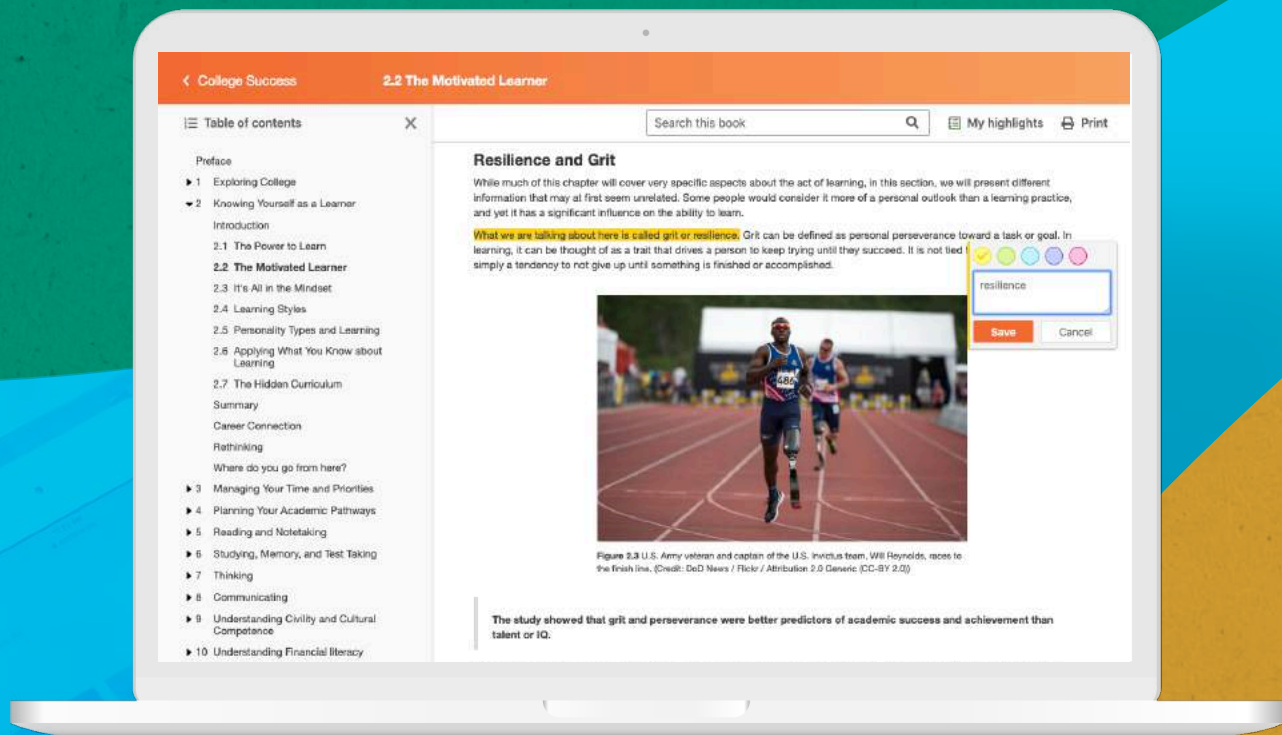 College Success
2.2 The Motivated Learner
Table of contents
Search this book
My highlights
Print
Preface
1 Exploring College
2 Knowing Yourself as a Learner
Introduction
2.1 The Power to Learn
2.2 The Motivated Learner
2.3 It's All in the Mindset
2.4 Learning Styles
2.5 Personality Types and Learning
2.6 Applying What You Know about
Learning
2.7 The Hidden Curriculum
Summary
Career Connection
Rethinking
Where do you go from here?
3 Managing Your Time and Priorities
4 Planning Your Academic Pathways
5 Reading and Notetaking
6 Studying, Memory, and Test Taking
7 Thinking
8 Communicating
9 Understanding Civility and Cultural
Competence
10 Understanding Financial literacy
Resilience and Grit
While much of this chapter will cover very specific aspects about the act of learning, in this section, we will present different
information that may at first seem unrelated. Some people would consider it more of a personal outlook than a learning practice,
and yet it has a significant influence on the ability to learn.
What we are talking about here is called grit or resilience. Grit can be defined as personal perseverance toward a task or goal. In
learning, it can be thought of as a trait that drives a person to keep trying until they succeed. It is not tied
simply a tendency to not give up until something is finished or accomplished.
resilience
Save
Cancel
486
Figure 2.3 U.S. Army veteran and captain of the U.S. Invictus team, Will Reynolds, races to
the finish line. (Credit: DoD News / Flickr / Attribution 2.0 Generic (CC-BY 2.0))
The study showed that grit and perseverance were better predictors of academic success and achievement than
talent or IQ.